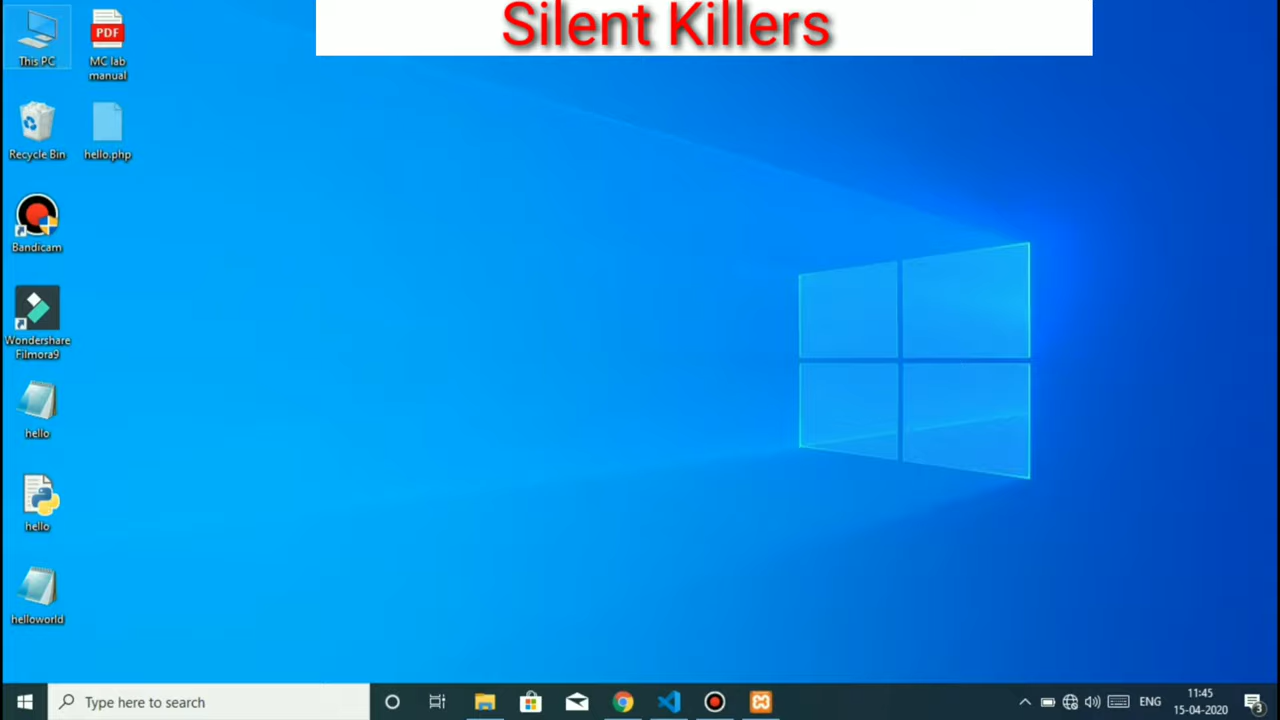 Silent Killers
This PC
PDF
MC lab
manual
Recycle Bin
hello.php
Bandicam
Wondershare
Filmora9
hello
hello
helloworld
Type here to search
ENG
11:45
15-04-2020
3